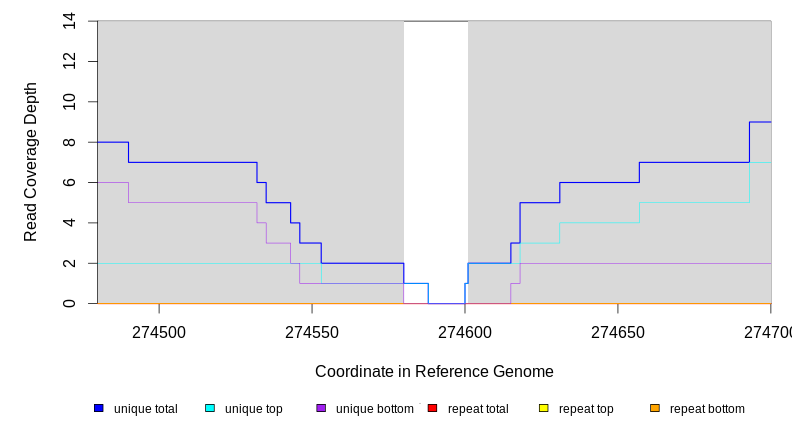 Read Coverage Depth
14
12
10
8
6
4
2
0
274500 274550 274600 274650 27470
Coordinate in Reference Genome
unique total unique top unique bottom repeat total repeat top repeat bottom